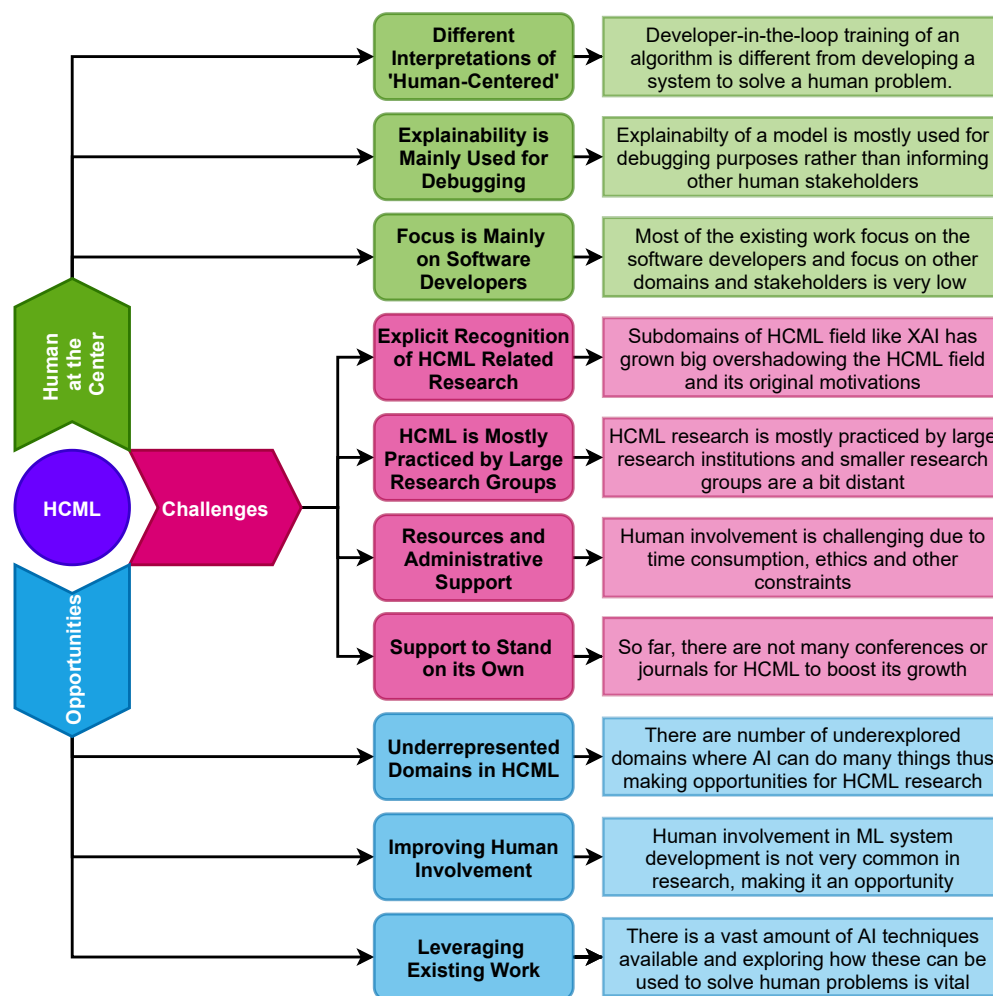 Different
Interpretations of
'Human-Centered'
Developer-in-the-loop training of an
algorithm is different from developing a
system to solve a human problem.
Explainability is
Mainly Used for
Debugging
Explainabilty of a model is mostly used for
debugging purposes rather than informing
other human stakeholders
Focus is Mainly
on Software
Developers
Most of the existing work focus on the
software developers and focus on other
domains and stakeholders is very low
Human
at the
Center
Explicit Recognition
of HCML Related
Research
Subdomains of HCML field like XAI has
grown big overshadowing the HCML field
and its original motivations
HCML is Mostly
Practiced by Large
Research Groups
HCML research is mostly practiced by large
research institutions and smaller research
groups are a bit distant
HCML
Challenges
Resources and
Administrative
Support
Human involvement is challenging due to
time consumption, ethics and other
constraints
Support to Stand
on its Own
So far, there are not many conferences or
journals for HCML to boost its growth
Opportunities
Underrepresented
Domains in HCML
There are number of underexplored
domains where AI can do many things thus
making opportunities for HCML research
Improving Human
Involvement
Human involvement in ML system
development is not very common in
research, making it an opportunity
Leveraging
Existing Work
There is a vast amount of AI techniques
available and exploring how these can be
used to solve human problems is vital